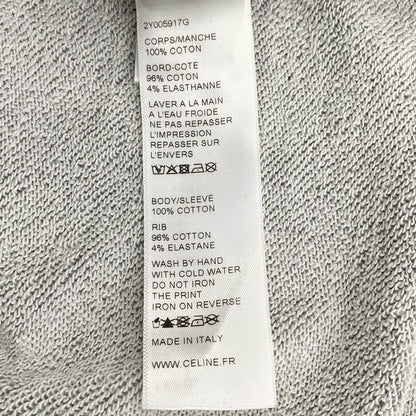 2Y005917G
CORPS/MANCHE
100% COTON
BORD-COTE
96% COTON
4% ELASTHANNE
LAVER A LA MAIN
A L'EAU FROIDE
NE PAS REPASSER
L'IMPRESSION
REPASSER SUR
L'ENVERS
BODY/SLEEVE
100% COTTON
RIB
96% COTTON
4% ELASTANE
WASH BY HAND
WITH COLD WATER
DO NOT IRON
THE PRINT
IRON ON REVERSE
MADE IN ITALY
WWW.CELINE.FR